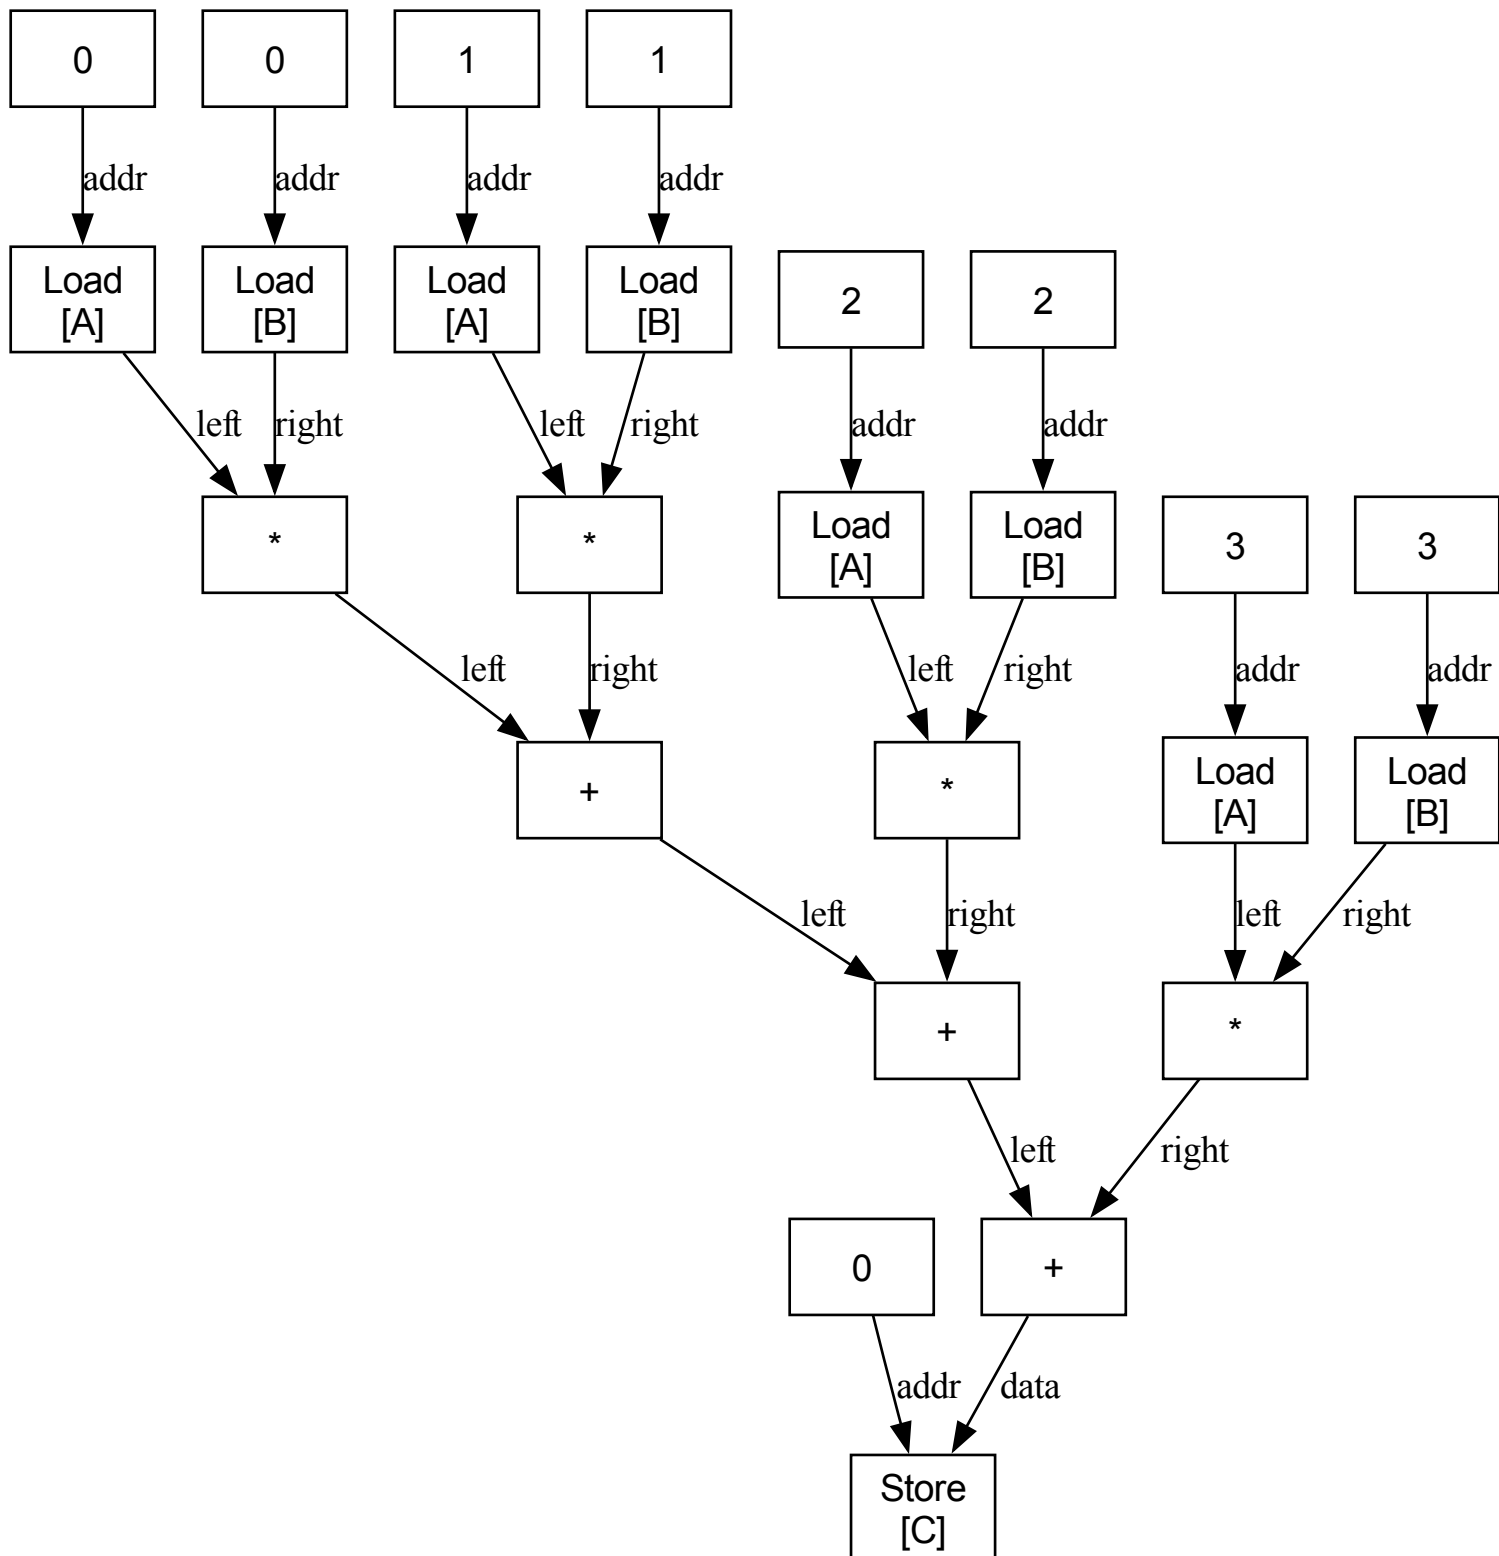 0 0 1 1
addr addr addr addr
Load Load Load Load
[A] [B] [A] [B]
2 2
left right left right addr addr
* * Load Load 3 3
[A] [B]
left right left right addr addr
+ * Load Load
[A] [B]
left right left right
+ *
left right
0 +
addr data
Store
[C]